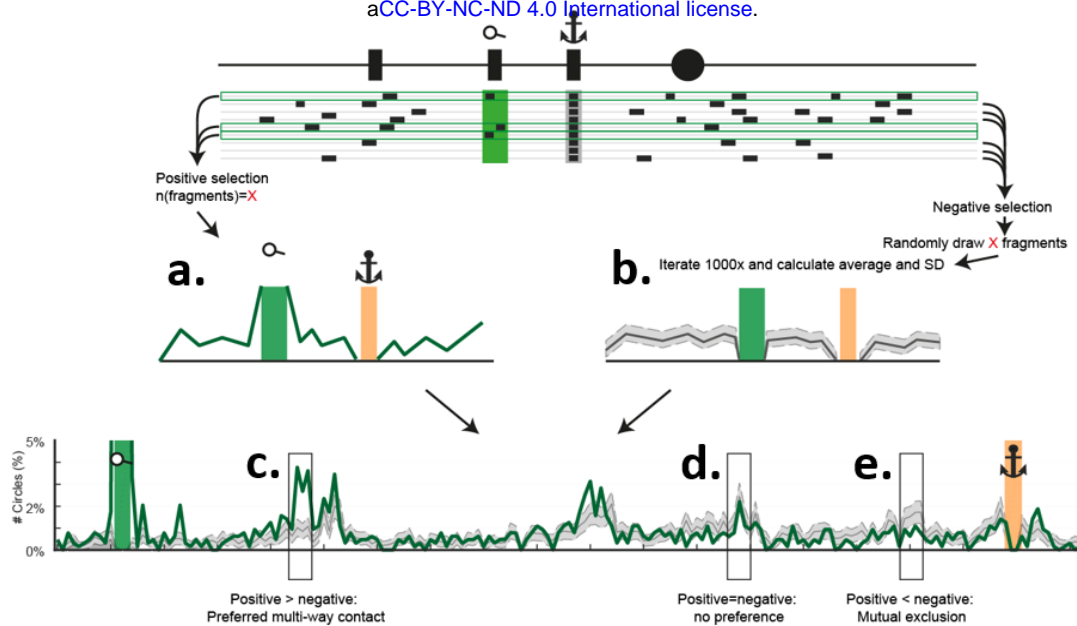 aCC-BY-NC-ND 4.0 International license.
Positive selection
n(fragments)=X
Negative selection
Randomly draw X fragments
a.
b.
Iterate 1000x and calculate average and SD
5%
2%
0%
# Circles (%)
c.
d.
e.
Positive > negative:
Preferred multi-way contact
Positive=negative:
no preference
Positive < negative:
Mutual exclusion